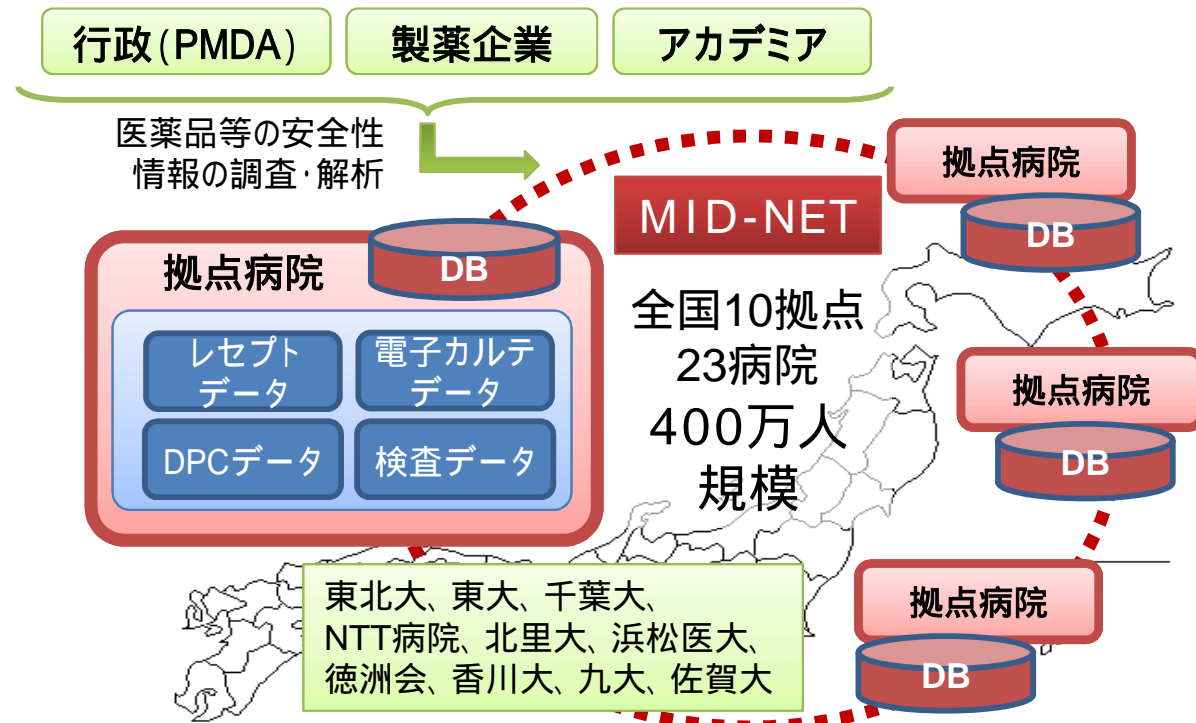 行政(PMDA)
製薬企業
アカデミア
医薬品等の安全性
情報の調査・解析
拠点病院
DB
MID-NET
拠点病院
DB
レセプト
データ
電子カルテ
データ
DPCデータ
検査データ
全国10拠点
23病院
400万人
規模
拠点病院
DB
東北大、東大、千葉大、
NTT病院、北里大、浜松医大、
徳洲会、香川大、九大、佐賀大
拠点病院
DB